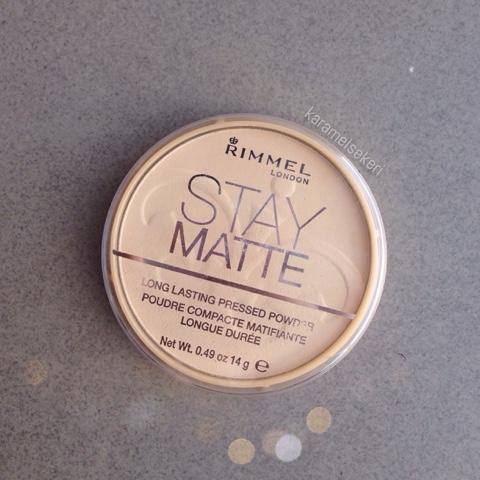 karamelsekeri
RIMMEL
LONDON
STAY
MATTE
LONG LASTING PRESSED POWDER
POUDRE COMPACTE MATIFIANTE
LONGUE DURÉE
Net Wt. 0.49 oz 14 g e